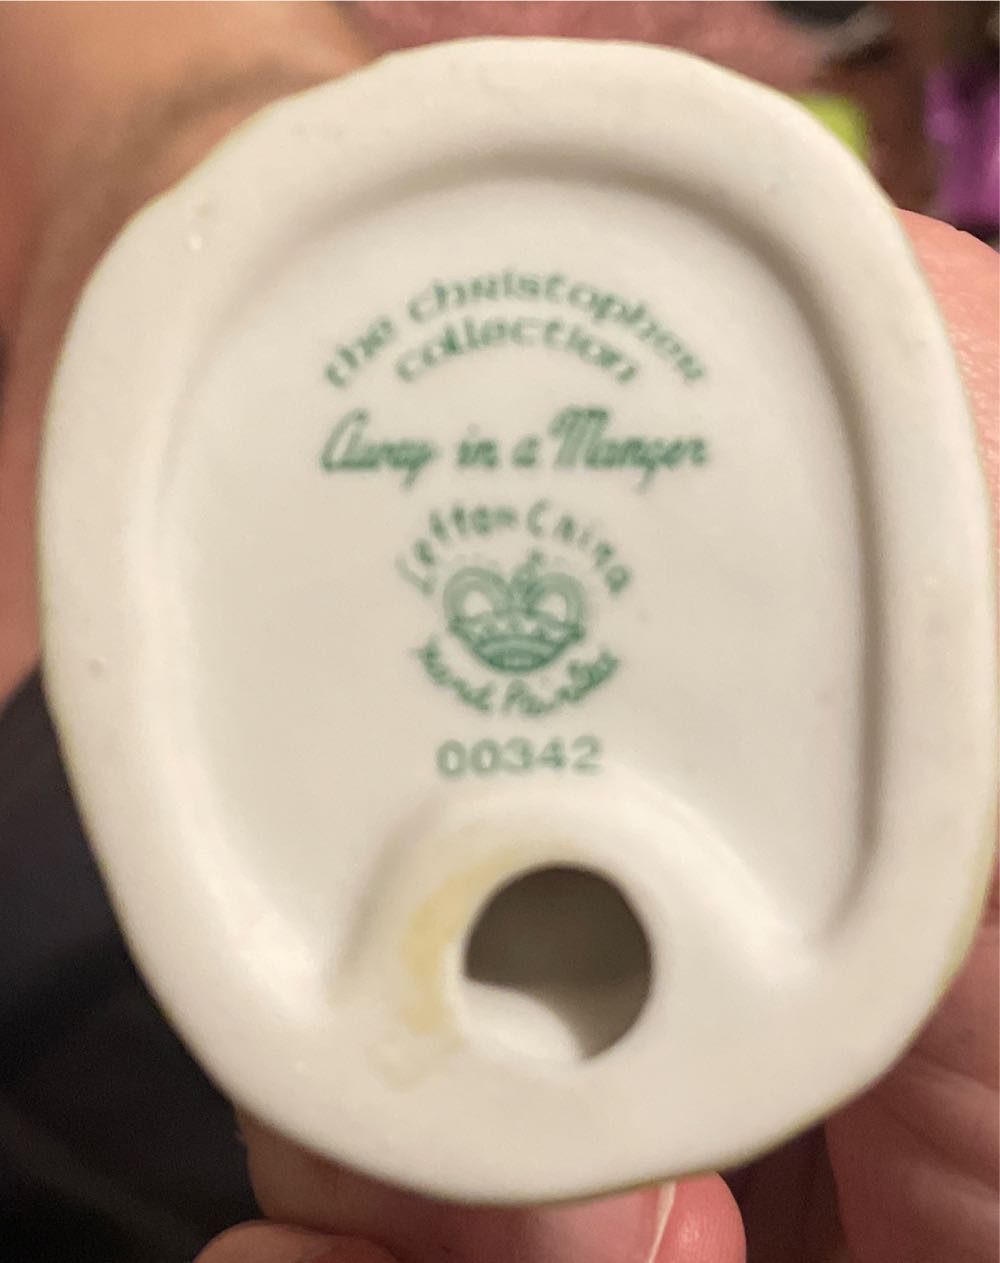 the christopher
collection
Away in a Manger
Lefton China
Hand Painted
00342